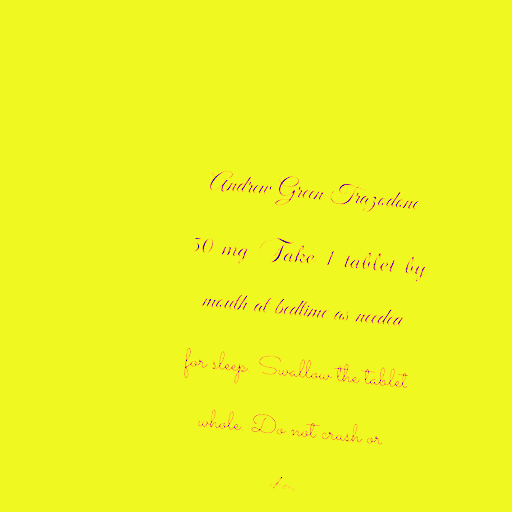 Andrew Green Trazodone
50 mg Take 1 tablet by
mouth at bedtime as needed
for sleep. Swallow the tablet
whole. Do not crush or